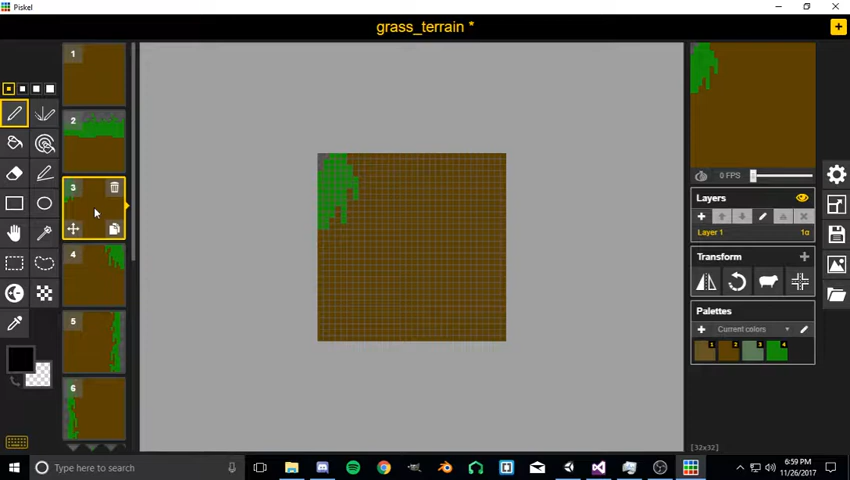 Piskel
grass_terrain *
1
2
3
4
5
6
0 FPS
Layers
Layer 1
1α
Transform
Palettes
Current colors
1
2
3
4
[32x32]
Type here to search
6:59 PM
11/26/2017